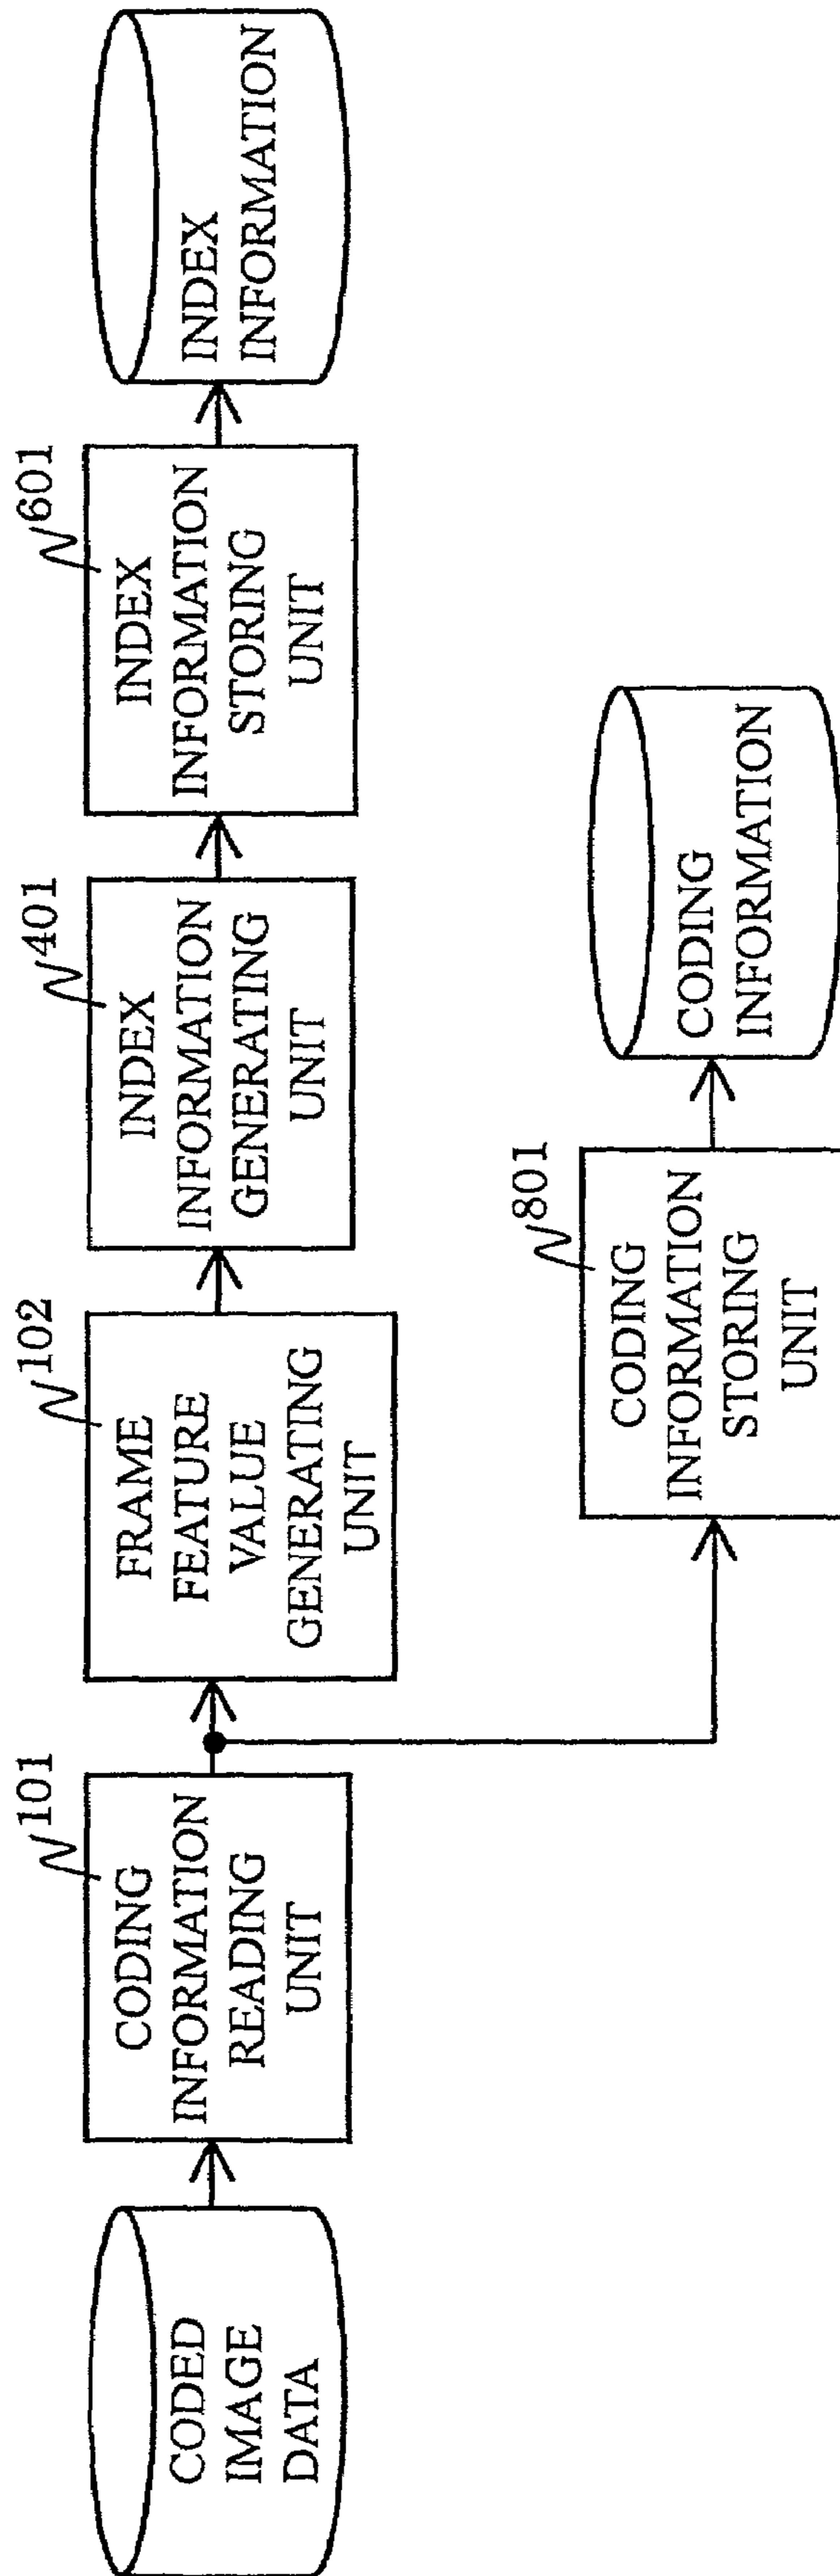 CODED
IMAGE
DATA
101
CODING
INFORMATION
READING
UNIT
102
FRAME
FEATURE
VALUE
GENERATING
UNIT
401
INDEX
INFORMATION
GENERATING
UNIT
601
INDEX
INFORMATION
STORING
UNIT
INDEX
INFORMATION
801
CODING
INFORMATION
STORING
UNIT
CODING
INFORMATION